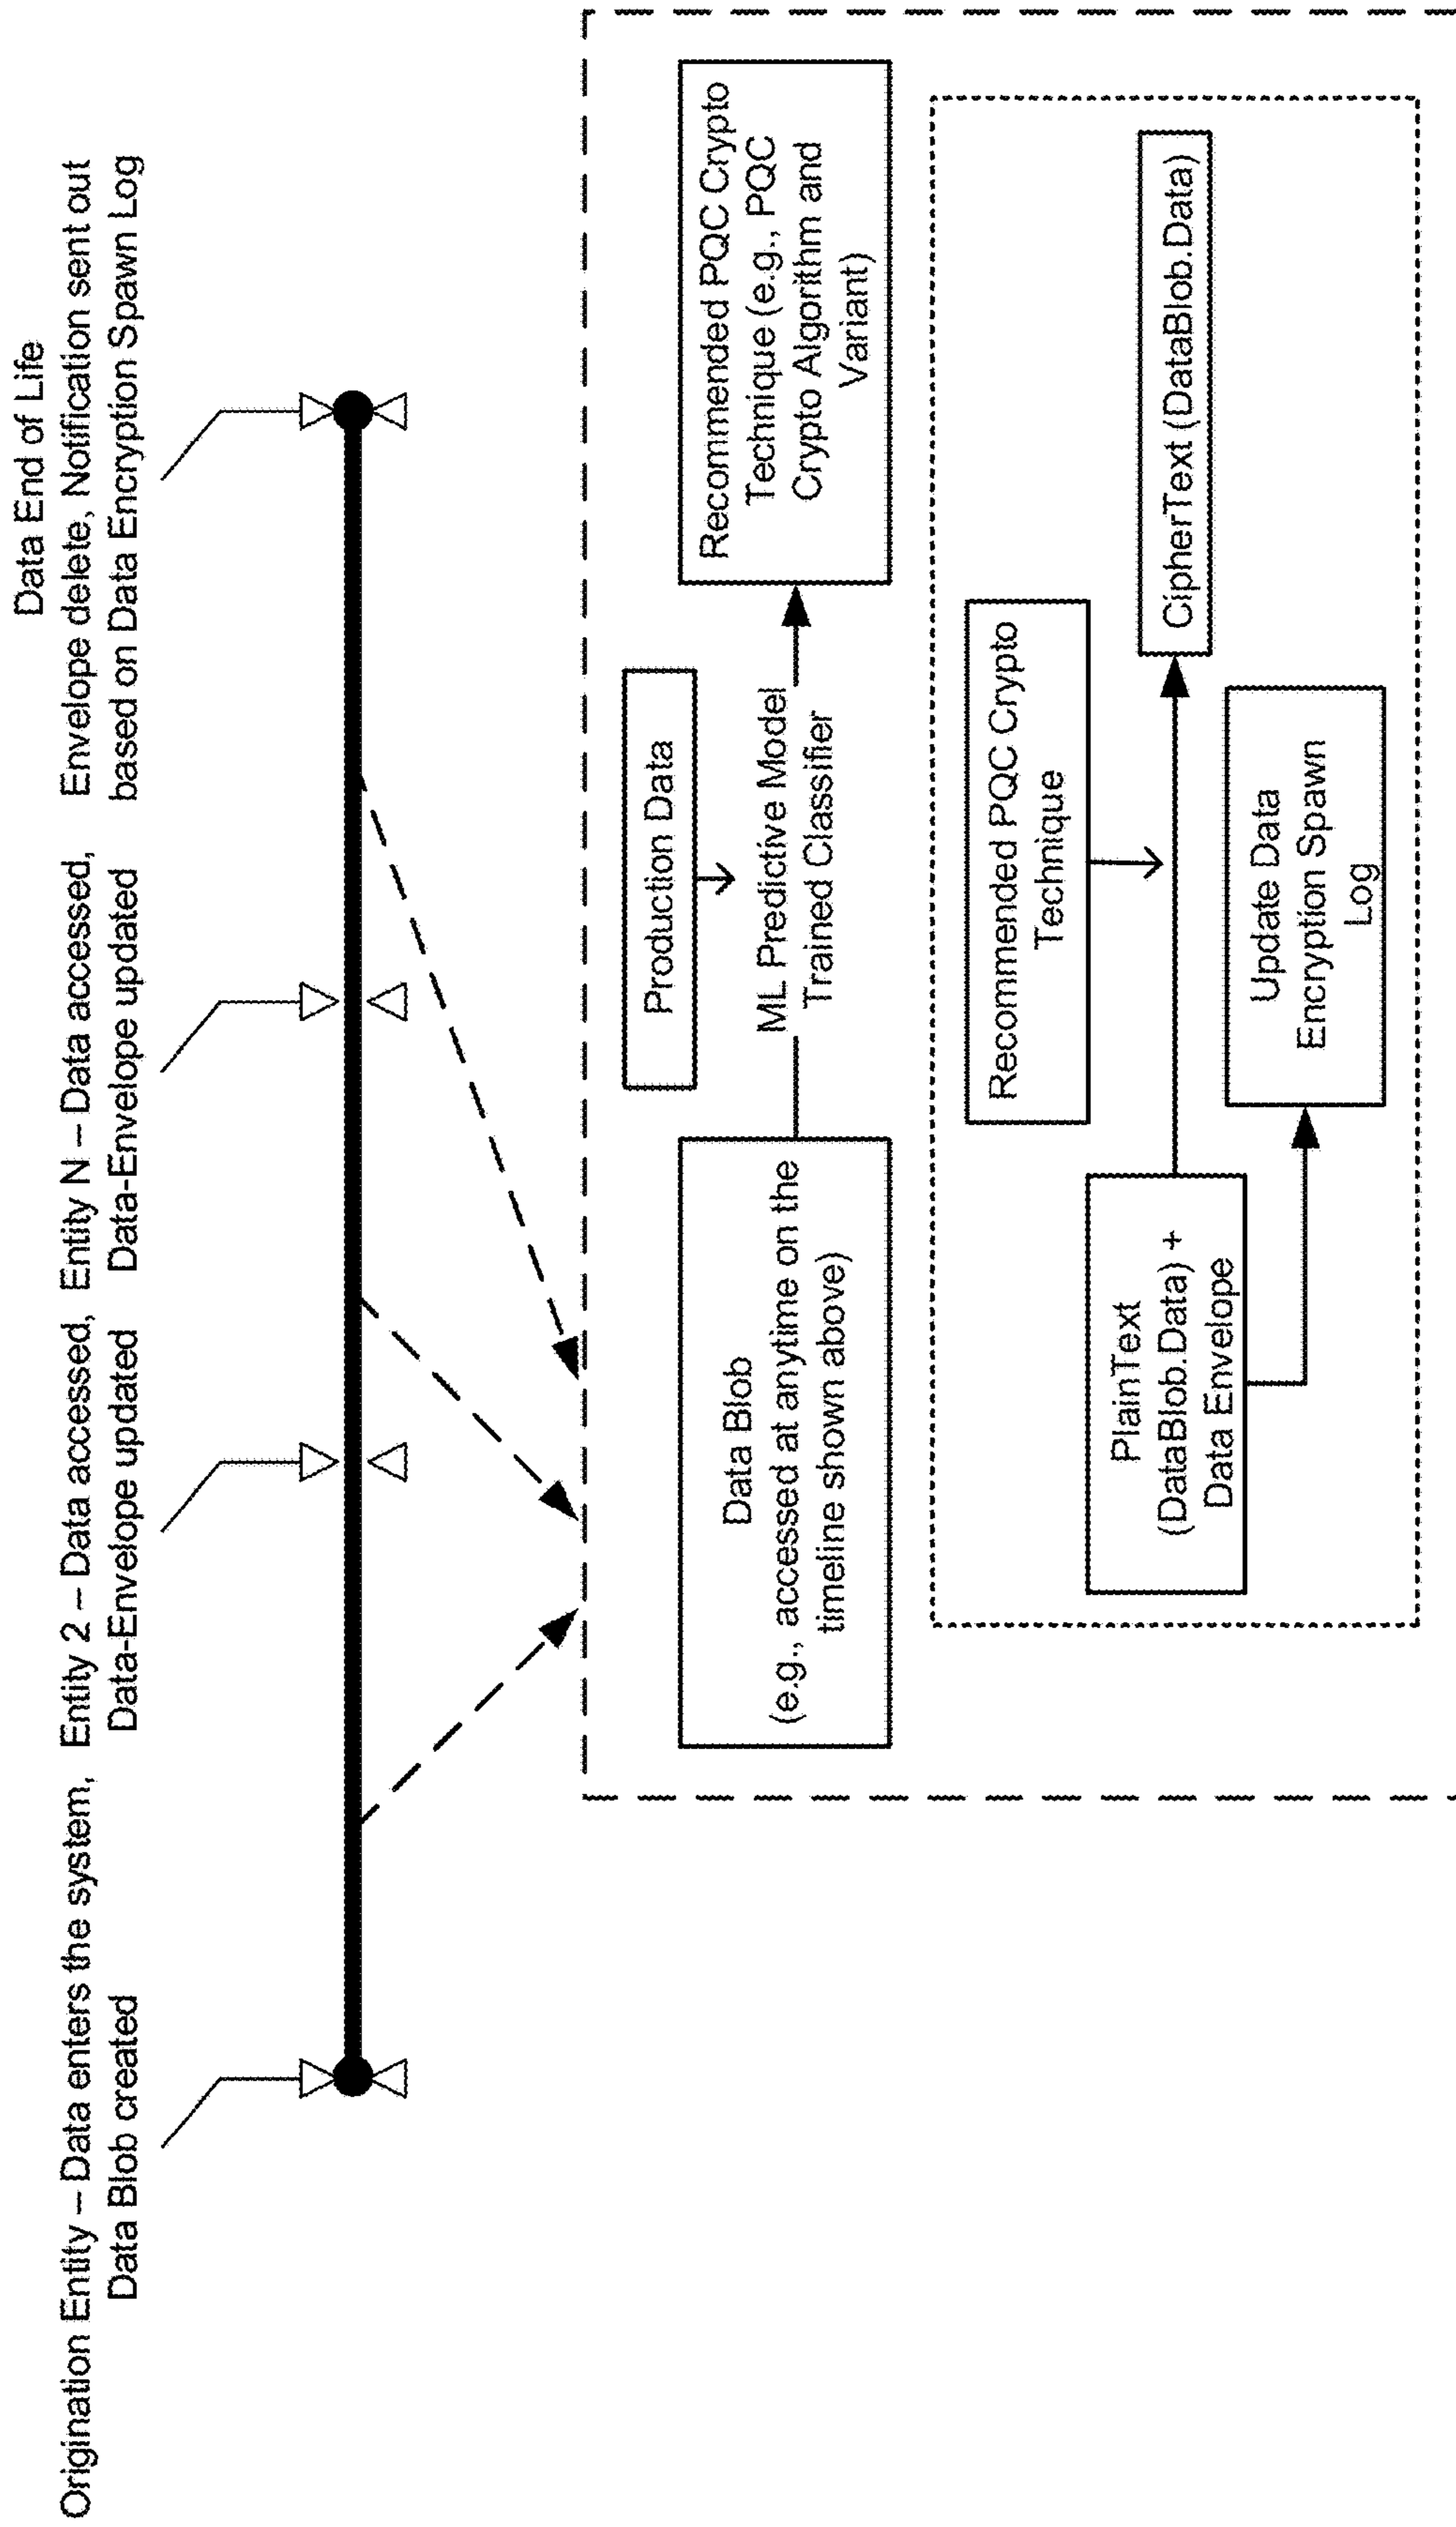 Data End of Life
Origination Entity – Data enters the system,
Data Blob created
Entity 2 – Data accessed,
Data-Envelope updated
Entity N – Data accessed,
Data-Envelope updated
Envelope delete, Notification sent out
based on Data Encryption Spawn Log
Production Data
Data Blob
(e.g., accessed at anytime on the
timeline shown above)
ML Predictive Model
Trained Classifier
Recommended PQC Crypto
Technique (e.g., PQC
Crypto Algorithm and
Variant)
Recommended PQC Crypto
Technique
PlainText
(DataBlob.Data) +
Data Envelope
CipherText (DataBlob.Data)
Update Data
Encryption Spawn
Log